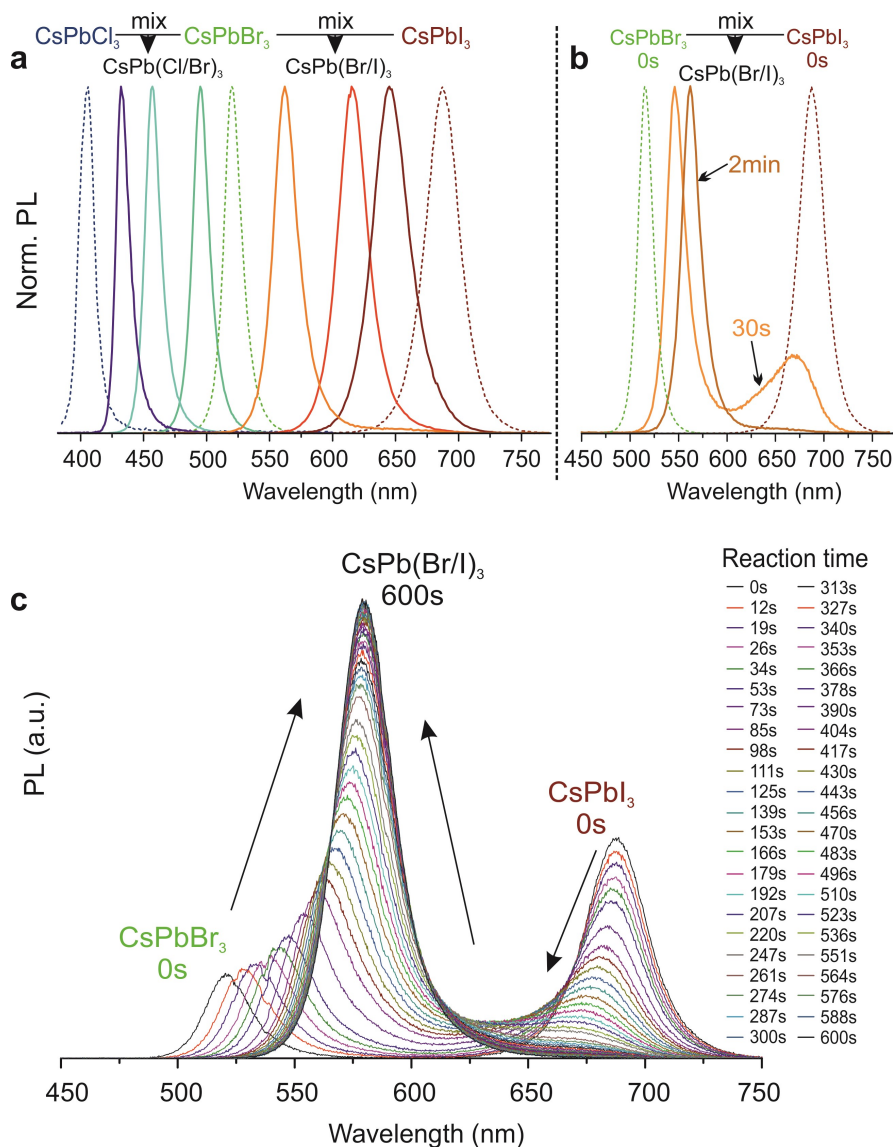 mix
mix
CsPbCl3
CsPbBr3
CsPbI3
a
CsPb(Cl/Br)3
CsPb(Br/I)3
Norm. PL
400 450 500 550 600 650 700 750
Wavelength (nm)
mix
CsPbBr3
0s
CsPbI3
0s
b
CsPb(Br/I)3
2min
30s
450 500 550 600 650 700 750
Wavelength (nm)
c
CsPb(Br/I)3
600s
CsPbI3
0s
CsPbBr3
0s
PL (a.u.)
450 500 550 600 650 700 750
Wavelength (nm)
Reaction time
0s 313s
12s 327s
19s 340s
26s 353s
34s 366s
53s 378s
73s 390s
85s 404s
98s 417s
111s 430s
125s 443s
139s 456s
153s 470s
166s 483s
179s 496s
192s 510s
207s 523s
220s 536s
247s 551s
261s 564s
274s 576s
287s 588s
300s 600s